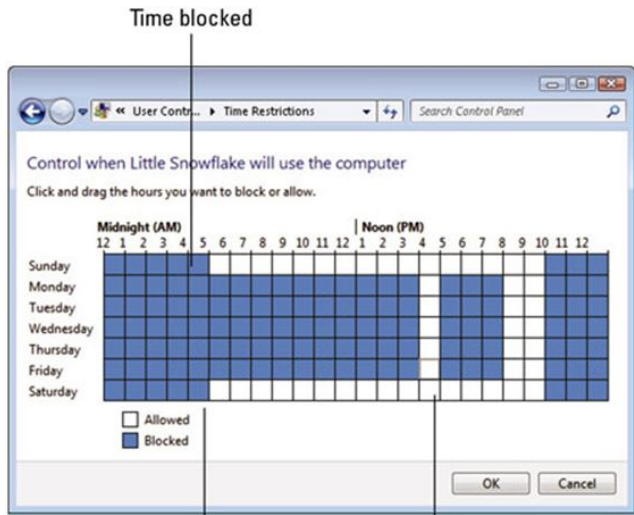 Time blocked
« User Contr... ▸ Time Restrictions
Search Control Panel
Control when Little Snowflake will use the computer
Click and drag the hours you want to block or allow.
Midnight (AM) Noon (PM)
12 1 2 3 4 5 6 7 8 9 10 11 12 1 2 3 4 5 6 7 8 9 10 11 12
Sunday
Monday
Tuesday
Wednesday
Thursday
Friday
Saturday
Allowed
Blocked
OK Cancel